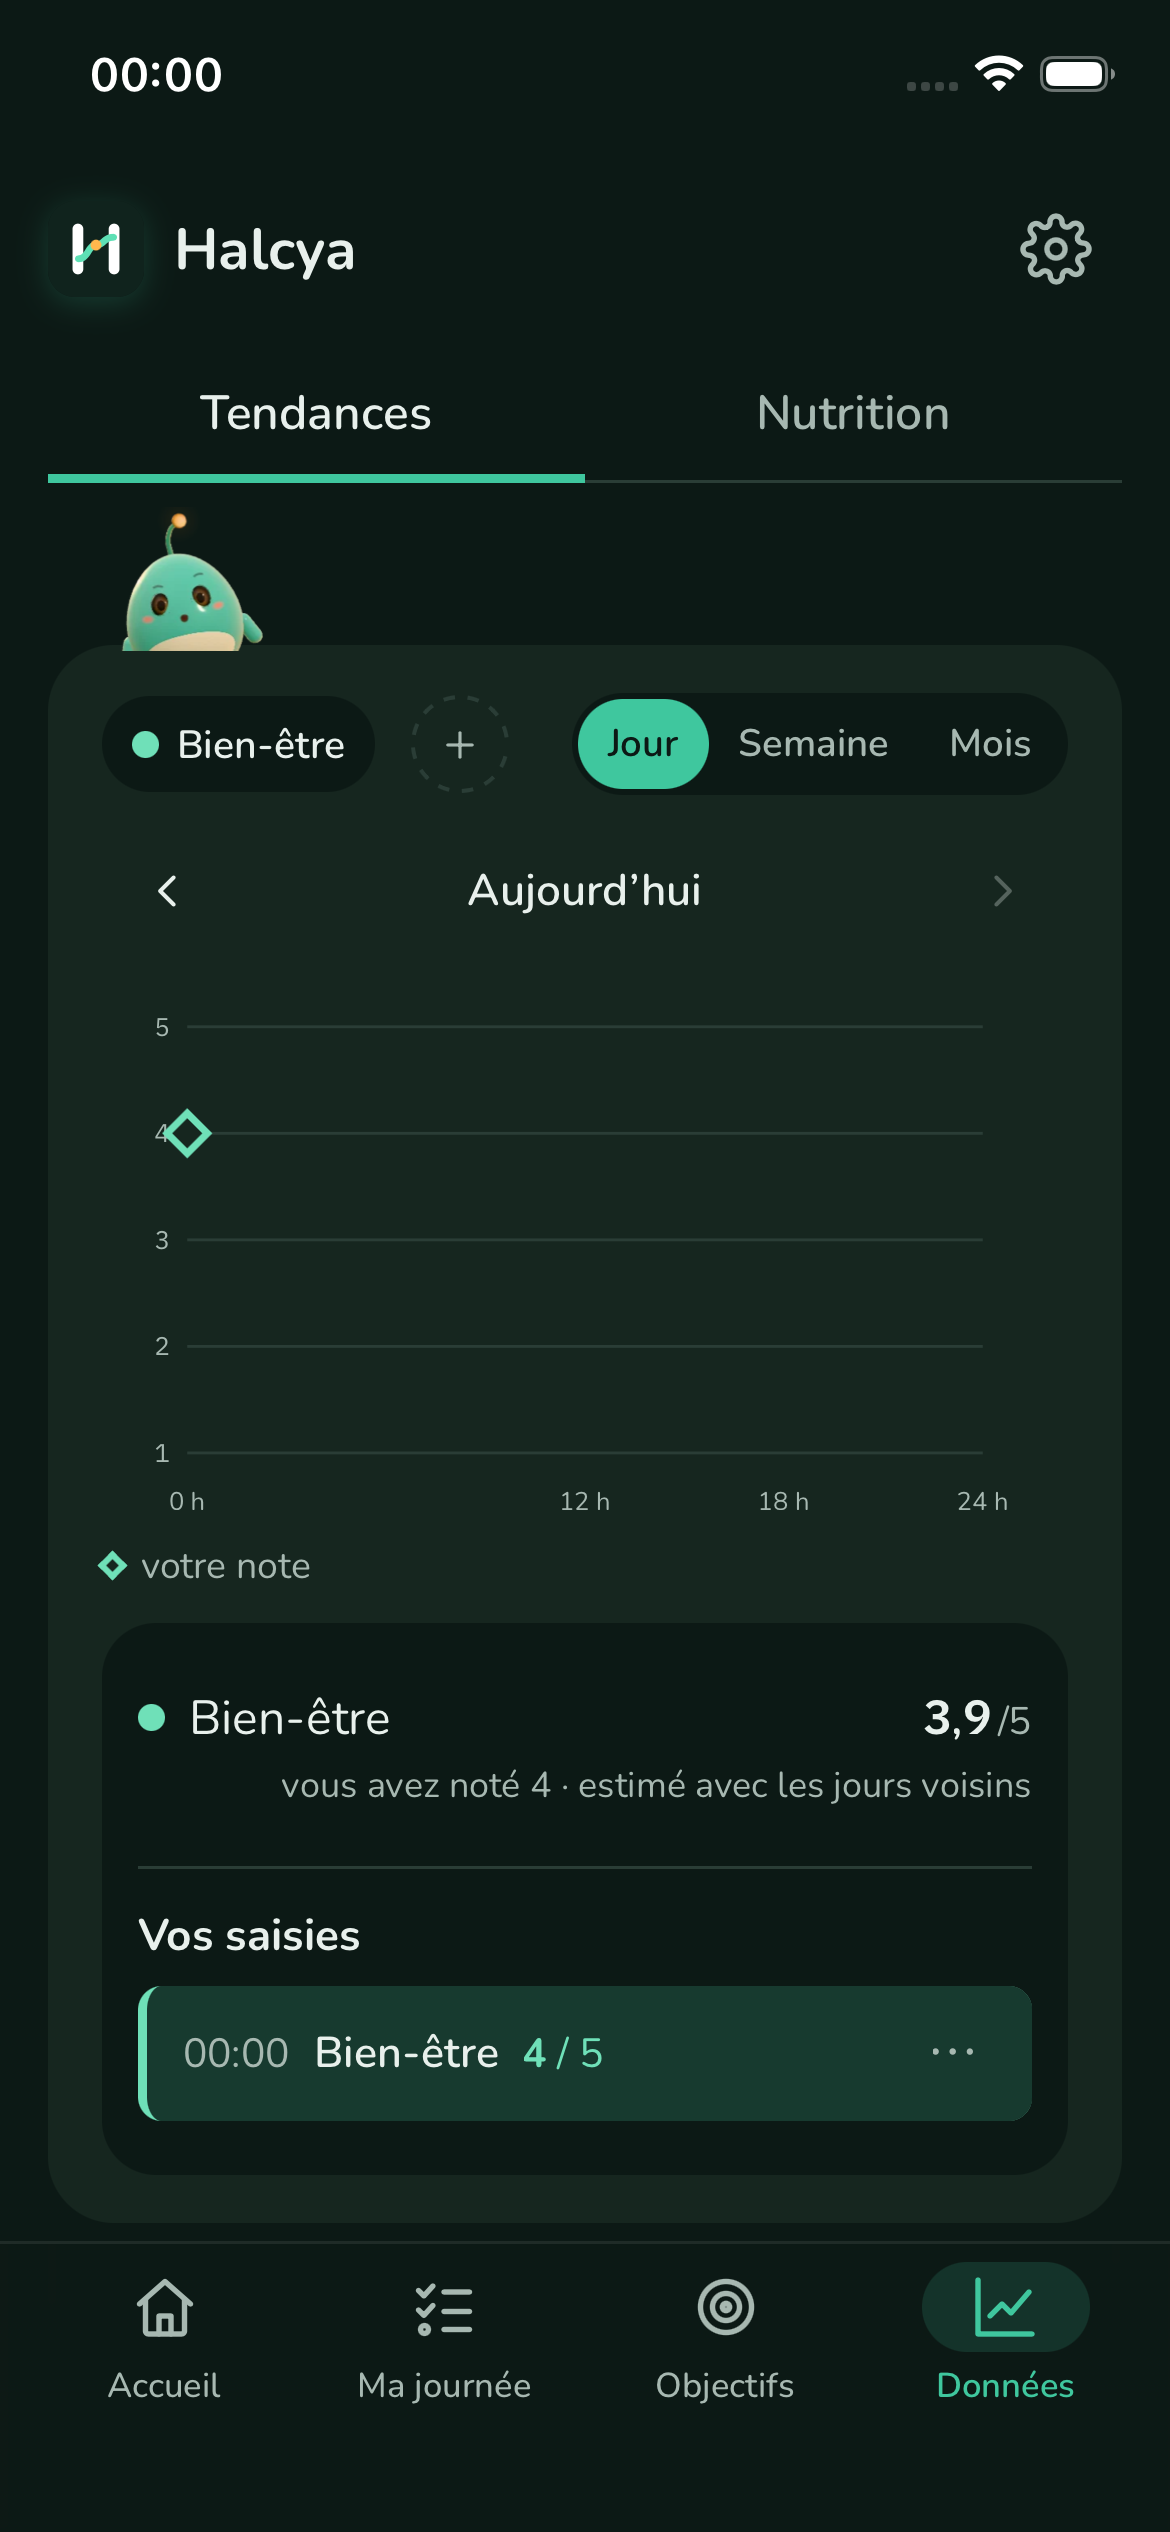 00:00
Halcya
Tendances Nutrition
Bien-être + Jour Semaine Mois
Aujourd’hui
5
4
3
2
1
0 h 12 h 18 h 24 h
votre note
Bien-être 3,9 /5
vous avez noté 4 · estimé avec les jours voisins
Vos saisies
00:00 Bien-être 4 / 5 ...
Accueil Ma journée Objectifs Données